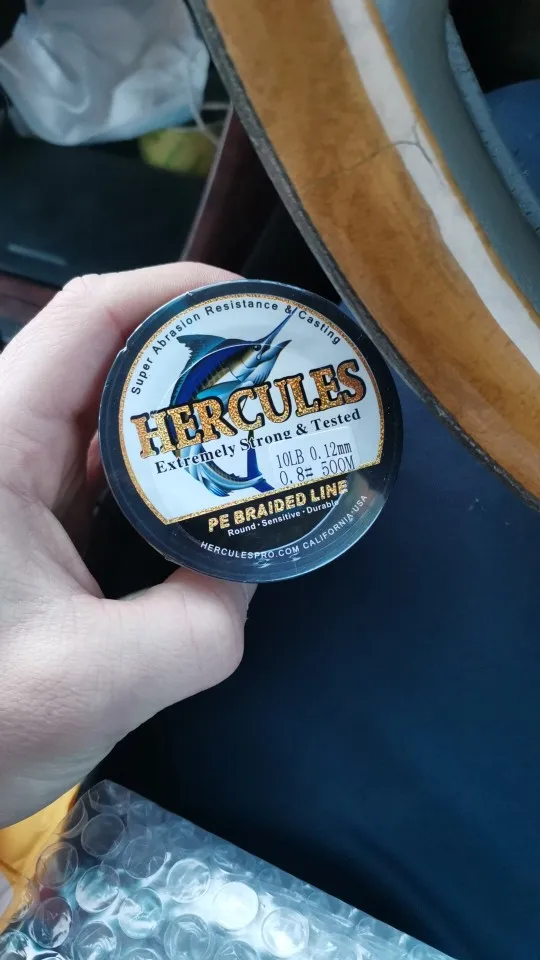 Super Abrasion Resistance & Casting
HERCULES
Extremely Strong & Tested
10LB 0.12mm
0.8# 500M
PE BRAIDED LINE
Round·Sensitive·Durable
HERCULESPRO.COM CALIFORNIA·USA